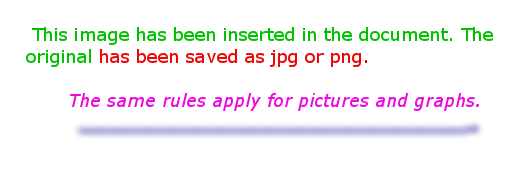 This image has been inserted in the document. The
original has been saved as jpg or png.
The same rules apply for pictures and graphs.